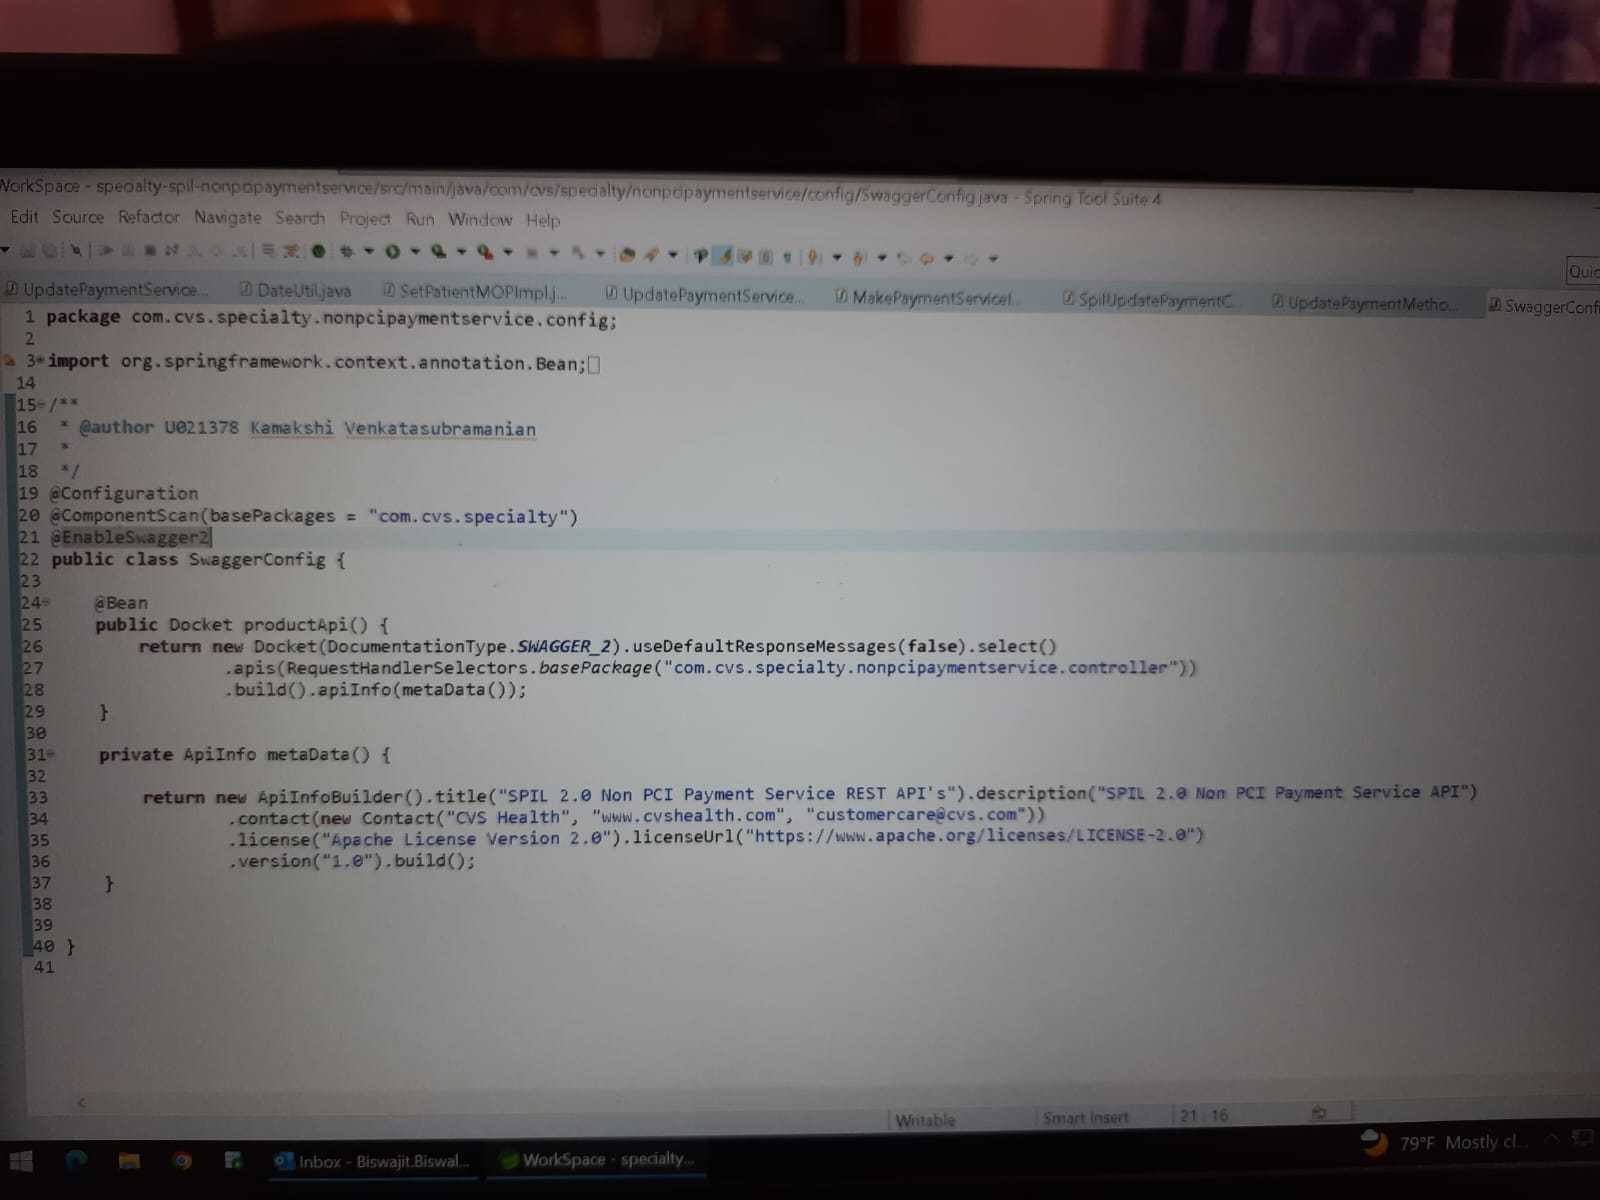 WorkSpace - specialty-spil-nonpcipaymentservice/src/main/java/com/cvs/specialty/nonpcipaymentservice/config/SwaggerConfig.java - Spring Tool Suite 4
Edit Source Refactor Navigate Search Project Run Window Help
Quic
UpdatePaymentService... DateUtil.java SetPatientMOPImpl.j... UpdatePaymentService... MakePaymentServiceI... SpilUpdatePaymentC... UpdatePaymentMetho... SwaggerConfi
1 package com.cvs.specialty.nonpcipaymentservice.config;
2
3 import org.springframework.context.annotation.Bean;
14
15 /**
16 * @author U021378 Kamakshi Venkatasubramanian
17 *
18 */
19 @Configuration
20 @ComponentScan(basePackages = "com.cvs.specialty")
21 @EnableSwagger2
22 public class SwaggerConfig {
23
24 @Bean
25 public Docket productApi() {
26 return new Docket(DocumentationType.SWAGGER_2).useDefaultResponseMessages(false).select()
27 .apis(RequestHandlerSelectors.basePackage("com.cvs.specialty.nonpcipaymentservice.controller"))
28 .build().apiInfo(metaData());
29 }
30
31 private ApiInfo metaData() {
32
33 return new ApiInfoBuilder().title("SPIL 2.0 Non PCI Payment Service REST API's").description("SPIL 2.0 Non PCI Payment Service API")
34 .contact(new Contact("CVS Health", "www.cvshealth.com", "customercare@cvs.com"))
35 .license("Apache License Version 2.0").licenseUrl("https://www.apache.org/licenses/LICENSE-2.0")
36 .version("1.0").build();
37 }
38
39
40 }
41
Writable Smart Insert 21 : 16
Inbox - Biswajit.Biswal... WorkSpace - specialty... 79°F Mostly cl...